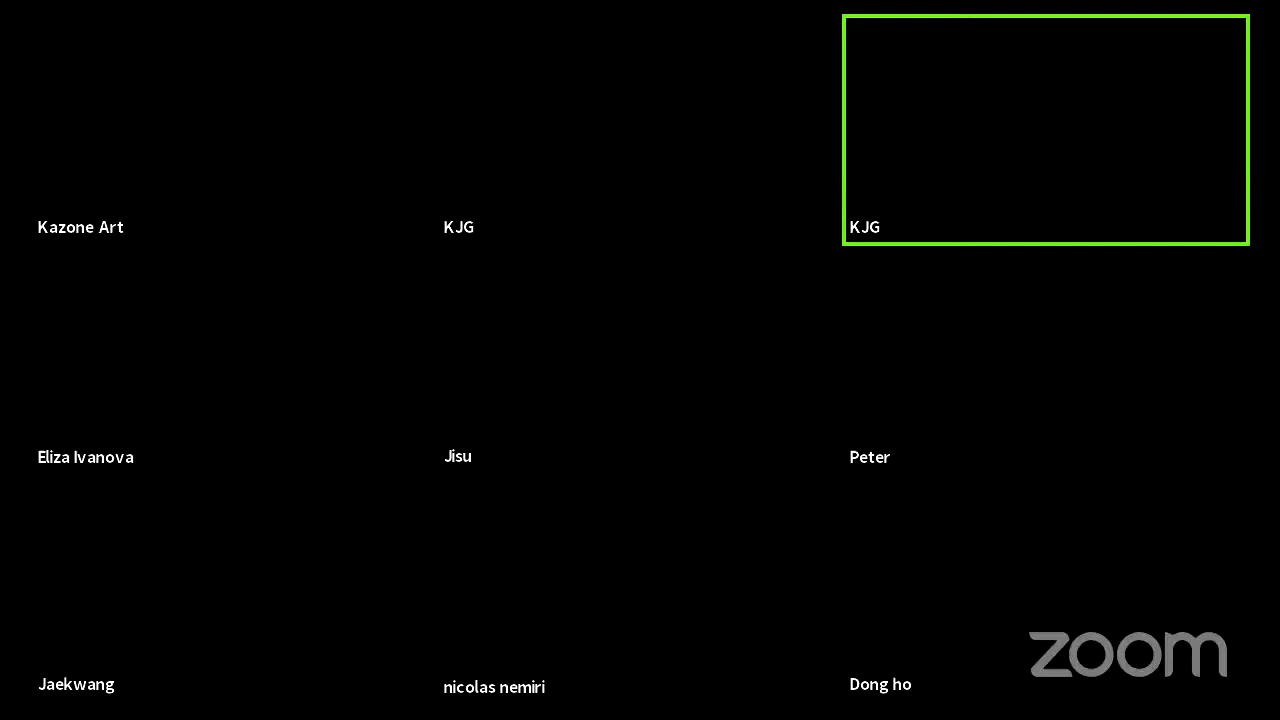 Kazone Art
KJG
KJG
Eliza Ivanova
Jisu
Peter
Jaekwang
nicolas nemiri
Dong ho
zoom